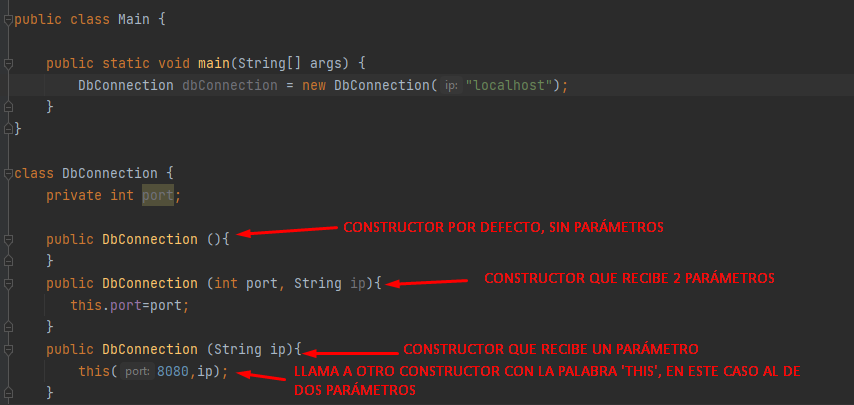 public class Main {
public static void main(String[] args) {
DbConnection dbConnection = new DbConnection( ip: "localhost");
}
}
class DbConnection {
private int port;
public DbConnection (){
CONSTRUCTOR POR DEFECTO, SIN PARÁMETROS
}
public DbConnection (int port, String ip){
CONSTRUCTOR QUE RECIBE 2 PARÁMETROS
this.port=port;
}
public DbConnection (String ip){
CONSTRUCTOR QUE RECIBE UN PARÁMETRO
this( port: 8080,ip);
LLAMA A OTRO CONSTRUCTOR CON LA PALABRA 'THIS', EN ESTE CASO AL DE
DOS PARÁMETROS
}